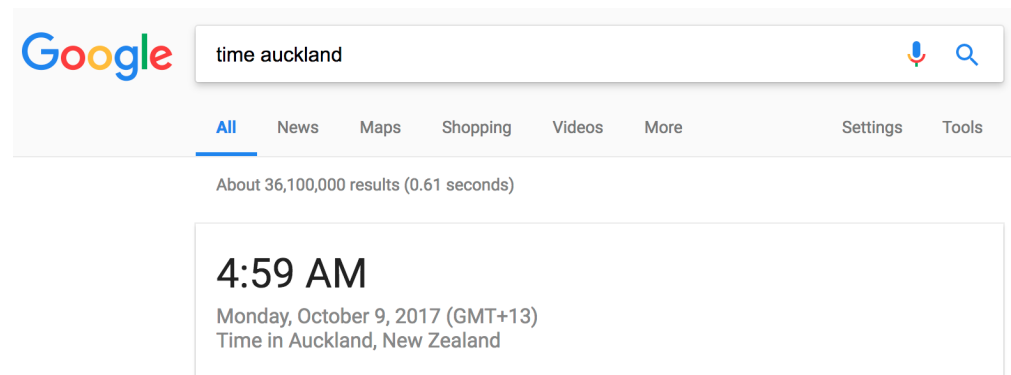 Google time auckland
All News Maps Shopping Videos More Settings Tools
About 36,100,000 results (0.61 seconds)
4:59 AM
Monday, October 9, 2017 (GMT+13)
Time in Auckland, New Zealand